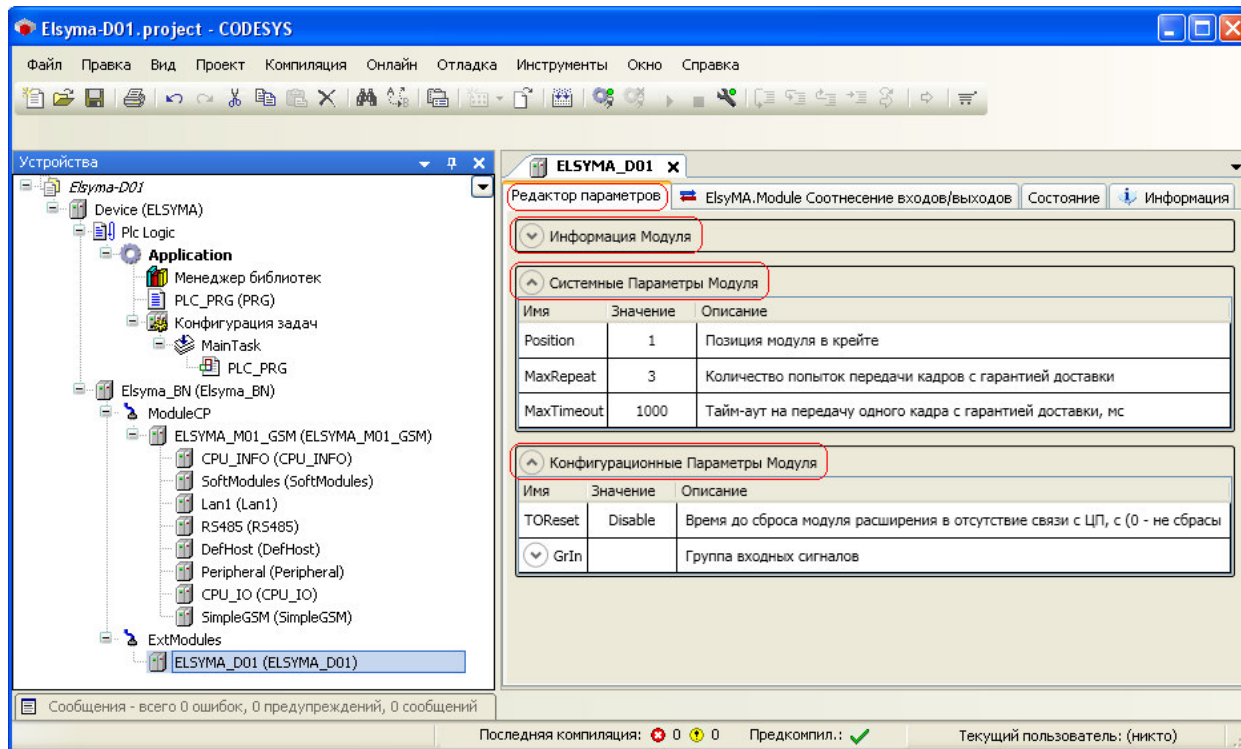 Elsyma-D01.project - CODESYS
Файл Правка Вид Проект Компиляция Онлайн Отладка Инструменты Окно Справка
Устройства
Elsyma-D01
Device (ELSYMA)
Plc Logic
Application
Менеджер библиотек
PLC_PRG (PRG)
Конфигурация задач
MainTask
PLC_PRG
Elsyma_BN (Elsyma_BN)
ModuleCP
ELSYMA_M01_GSM (ELSYMA_M01_GSM)
CPU_INFO (CPU_INFO)
SoftModules (SoftModules)
Lan1 (Lan1)
RS485 (RS485)
DefHost (DefHost)
Peripheral (Peripheral)
CPU_IO (CPU_IO)
SimpleGSM (SimpleGSM)
ExtModules
ELSYMA_D01 (ELSYMA_D01)
ELSYMA_D01
Редактор параметров ElsyMA.Module Соотнесение входов/выходов Состояние Информация
Информация Модуля
Системные Параметры Модуля
Имя Значение Описание
Position 1 Позиция модуля в крейте
MaxRepeat 3 Количество попыток передачи кадров с гарантией доставки
MaxTimeout 1000 Тайм-аут на передачу одного кадра с гарантией доставки, мс
Конфигурационные Параметры Модуля
Имя Значение Описание
TOReset Disable Время до сброса модуля расширения в отсутствие связи с ЦП, с (0 - не сбрасы
GrIn Группа входных сигналов
Сообщения - всего 0 ошибок, 0 предупреждений, 0 сообщений
Последняя компиляция: 0 0 Предкомпил.: Текущий пользователь: (никто)